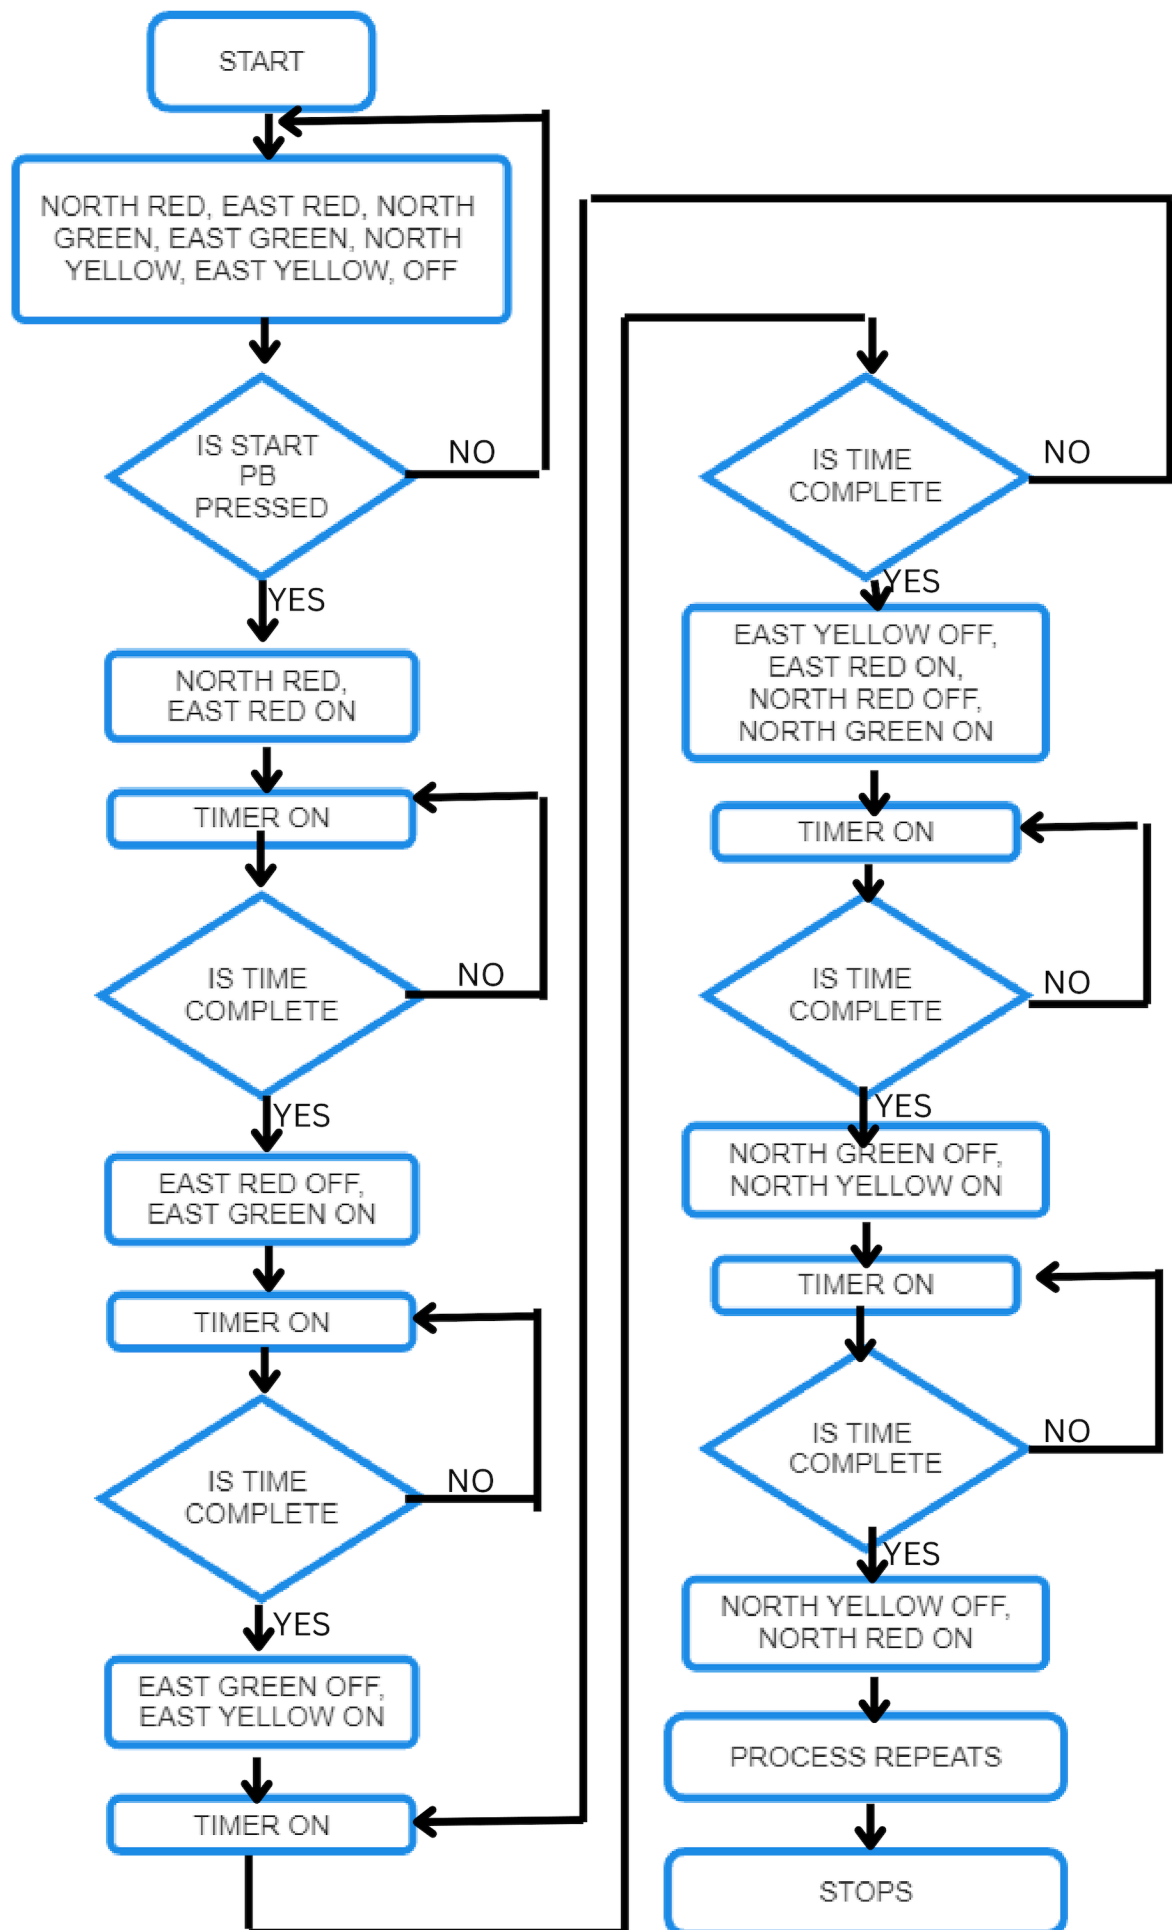 START
NORTH RED, EAST RED, NORTH
GREEN, EAST GREEN, NORTH
YELLOW, EAST YELLOW, OFF
IS START
PB
PRESSED
NO
YES
NORTH RED,
EAST RED ON
TIMER ON
IS TIME
COMPLETE
NO
YES
EAST RED OFF,
EAST GREEN ON
TIMER ON
IS TIME
COMPLETE
NO
YES
EAST GREEN OFF,
EAST YELLOW ON
TIMER ON
IS TIME
COMPLETE
NO
YES
EAST YELLOW OFF,
EAST RED ON,
NORTH RED OFF,
NORTH GREEN ON
TIMER ON
IS TIME
COMPLETE
NO
YES
NORTH GREEN OFF,
NORTH YELLOW ON
TIMER ON
IS TIME
COMPLETE
NO
YES
NORTH YELLOW OFF,
NORTH RED ON
PROCESS REPEATS
STOPS